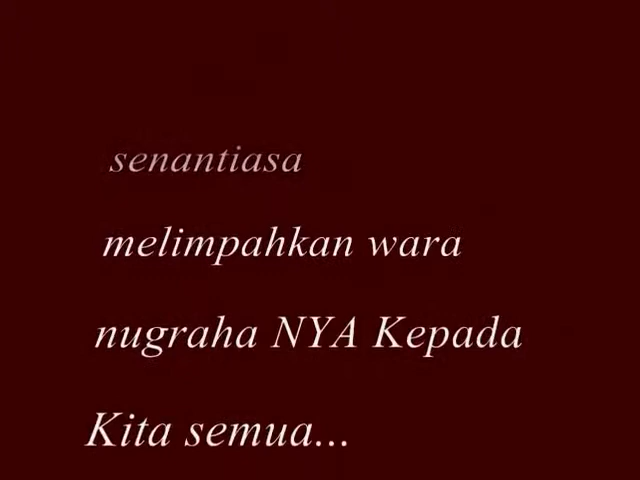 senantiasa
melimpahkan wara
nugraha NYA Kepada
Kita semua...